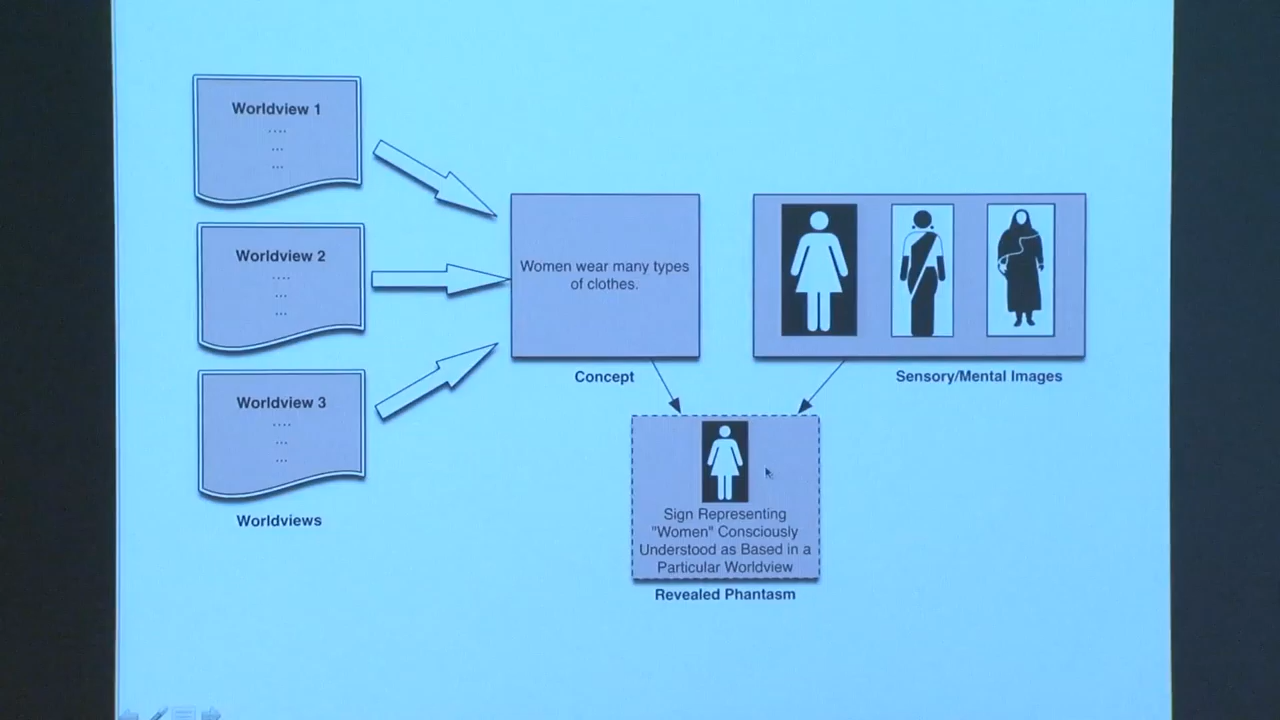 Worldview 1
....
...
...
Worldview 2
....
...
...
Worldview 3
....
...
...
Worldviews
Women wear many types
of clothes.
Concept
Sensory/Mental Images
Sign Representing
"Women" Consciously
Understood as Based in a
Particular Worldview
Revealed Phantasm